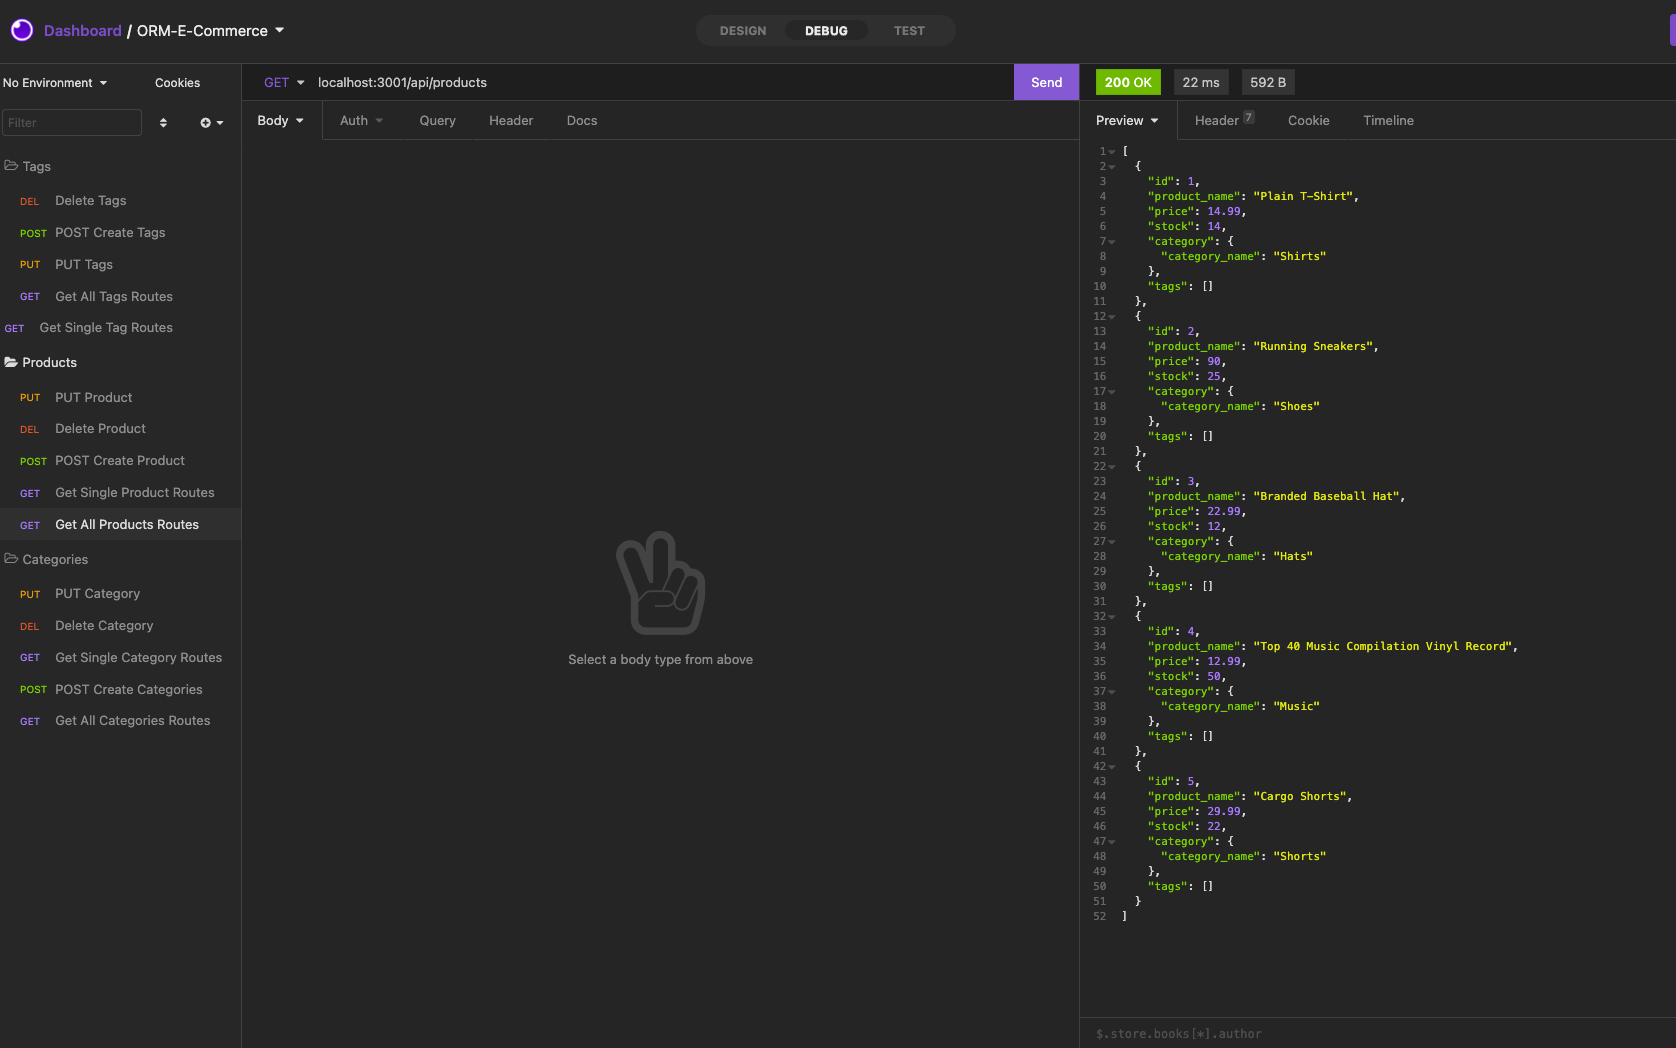 Dashboard / ORM-E-Commerce
DESIGN DEBUG TEST
No Environment Cookies
Filter
Tags
DEL Delete Tags
POST POST Create Tags
PUT PUT Tags
GET Get All Tags Routes
GET Get Single Tag Routes
Products
PUT PUT Product
DEL Delete Product
POST POST Create Product
GET Get Single Product Routes
GET Get All Products Routes
Categories
PUT PUT Category
DEL Delete Category
GET Get Single Category Routes
POST POST Create Categories
GET Get All Categories Routes
GET localhost:3001/api/products Send
Body Auth Query Header Docs
Select a body type from above
200 OK 22 ms 592 B
Preview Header 7 Cookie Timeline
1 [
2 {
3 "id": 1,
4 "product_name": "Plain T-Shirt",
5 "price": 14.99,
6 "stock": 14,
7 "category": {
8 "category_name": "Shirts"
9 },
10 "tags": []
11 },
12 {
13 "id": 2,
14 "product_name": "Running Sneakers",
15 "price": 90,
16 "stock": 25,
17 "category": {
18 "category_name": "Shoes"
19 },
20 "tags": []
21 },
22 {
23 "id": 3,
24 "product_name": "Branded Baseball Hat",
25 "price": 22.99,
26 "stock": 12,
27 "category": {
28 "category_name": "Hats"
29 },
30 "tags": []
31 },
32 {
33 "id": 4,
34 "product_name": "Top 40 Music Compilation Vinyl Record",
35 "price": 12.99,
36 "stock": 50,
37 "category": {
38 "category_name": "Music"
39 },
40 "tags": []
41 },
42 {
43 "id": 5,
44 "product_name": "Cargo Shorts",
45 "price": 29.99,
46 "stock": 22,
47 "category": {
48 "category_name": "Shorts"
49 },
50 "tags": []
51 }
52 ]
$.store.books[*].author